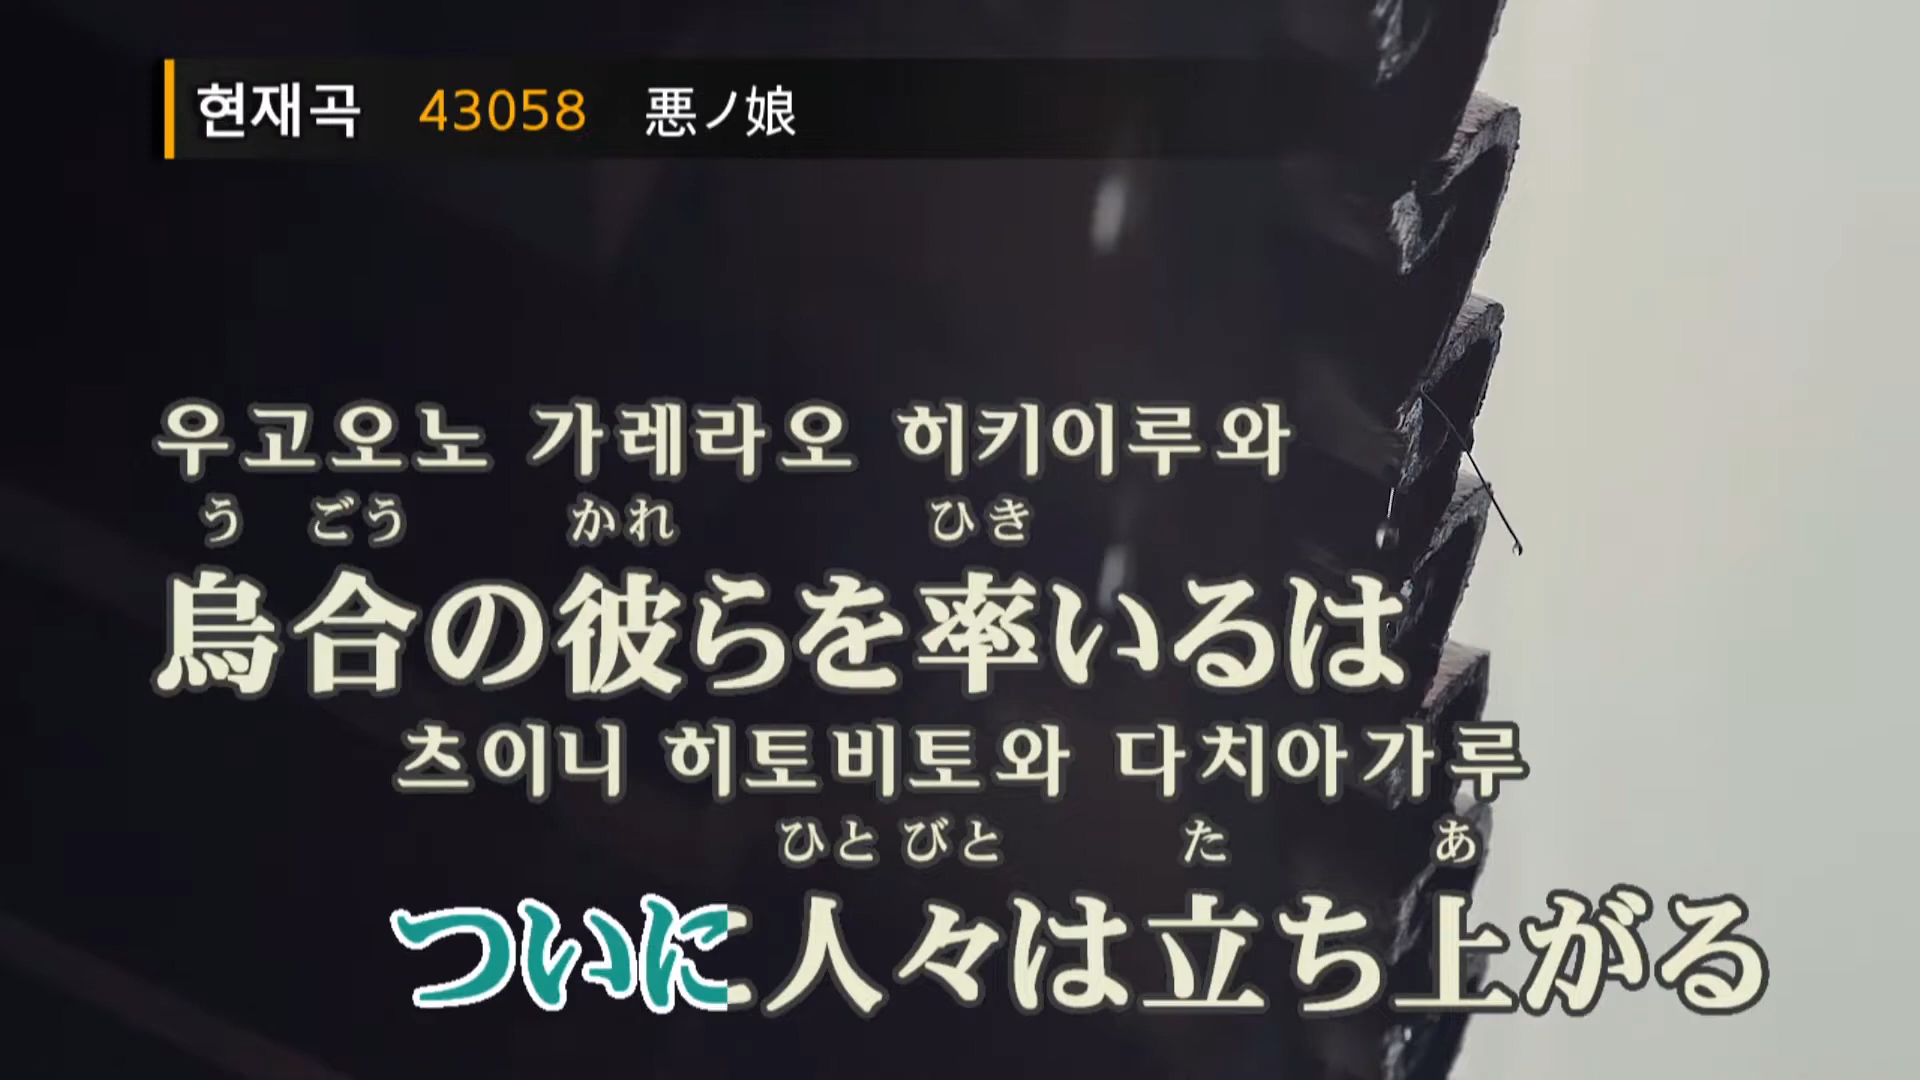 현재곡 43058 悪ノ娘
우고오노 가레라오 히키이루와
う ごう かれ ひき
烏合の彼らを率いるは
츠이니 히토비토와 다치아가루
ひと びと た あ
ついに人々は立ち上がる